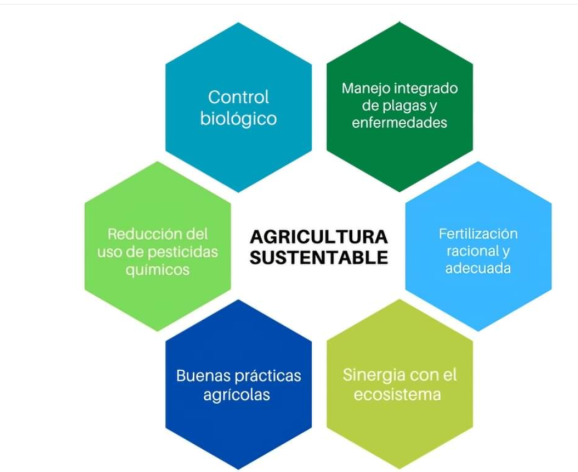 Control
biológico
Manejo integrado
de plagas y
enfermedades
Reducción del
uso de pesticidas
químicos
AGRICULTURA
SUSTENTABLE
Fertilización
racional y
adecuada
Buenas prácticas
agrícolas
Sinergia con el
ecosistema